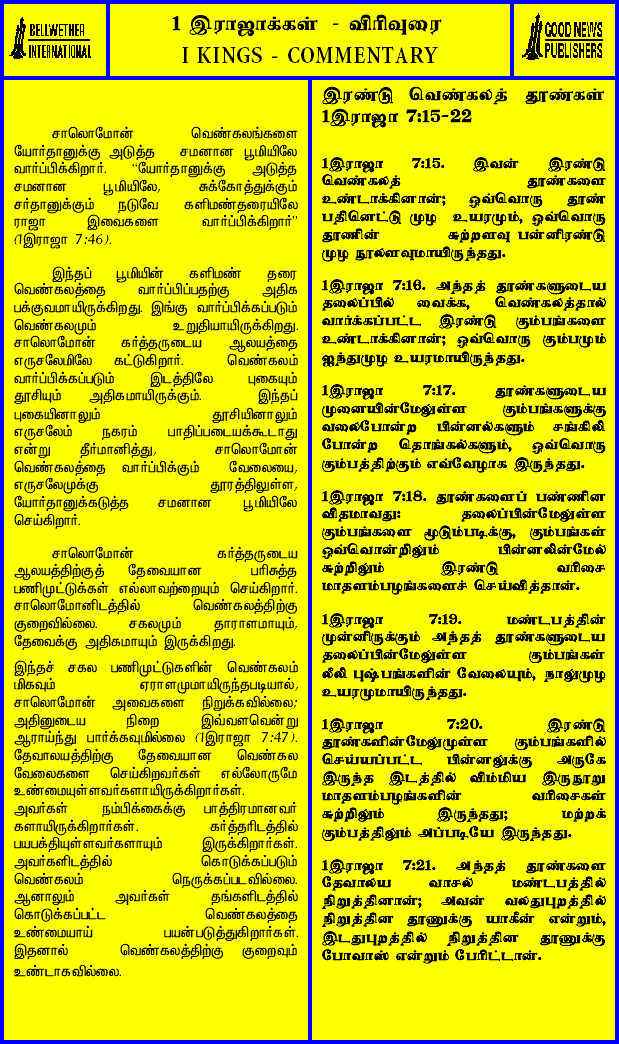 BELLWETHER
INTERNATIONAL
1 இராஜாக்கள் - விரிவுரை
I KINGS - COMMENTARY
GOOD NEWS
PUBLISHERS
சாலொமோன் வெண்கலங்களை
யோர்தானுக்கு அடுத்த சமனான பூமியிலே
வார்ப்பிக்கிறார். “யோர்தானுக்கு அடுத்த
சமனான பூமியிலே, சுக்கோத்துக்கும்
சர்தானுக்கும் நடுவே களிமண்தரையிலே
ராஜா இவைகளை வார்ப்பிக்கிறார்”
(1இராஜா 7:46).
இந்தப் பூமியின் களிமண் தரை
வெண்கலத்தை வார்ப்பிப்பதற்கு அதிக
பக்குவமாயிருக்கிறது. இங்கு வார்ப்பிக்கப்படும்
வெண்கலமும் உறுதியாயிருக்கிறது.
சாலொமோன் கர்த்தருடைய ஆலயத்தை
எருசலேமிலே கட்டுகிறார். வெண்கலம்
வார்ப்பிக்கப்படும் இடத்திலே புகையும்
தூசியும் அதிகமாயிருக்கும். இந்தப்
புகையினாலும் தூசியினாலும்
எருசலேம் நகரம் பாதிப்படையக்கூடாது
என்று தீர்மானித்து, சாலொமோன்
வெண்கலத்தை வார்ப்பிக்கும் வேலையை,
எருசலேமுக்கு தூரத்திலுள்ள,
யோர்தானுக்கடுத்த சமனான பூமியிலே
செய்கிறார்.
சாலொமோன் கர்த்தருடைய
ஆலயத்திற்குத் தேவையான பரிசுத்த
பணிமுட்டுக்கள் எல்லாவற்றையும் செய்கிறார்.
சாலொமோனிடத்தில் வெண்கலத்திற்கு
குறைவில்லை. சகலமும் தாராளமாயும்,
தேவைக்கு அதிகமாயும் இருக்கிறது.
இந்தச் சகல பணிமுட்டுகளின் வெண்கலம்
மிகவும் ஏராளமுமாயிருந்தபடியால்,
சாலொமோன் அவைகளை நிறுக்கவில்லை;
அதினுடைய நிறை இவ்வளவென்று
ஆராய்ந்து பார்க்கவுமில்லை (1இராஜா 7:47).
தேவாலயத்திற்கு தேவையான வெண்கல
வேலைகளை செய்கிறவர்கள் எல்லோருமே
உண்மையுள்ளவர்களாயிருக்கிறார்கள்.
அவர்கள் நம்பிக்கைக்கு பாத்திரமானவர்
களாயிருக்கிறார்கள். கர்த்தரிடத்தில்
பயபக்தியுள்ளவர்களாயும் இருக்கிறார்கள்.
அவர்களிடத்தில் கொடுக்கப்படும்
வெண்கலம் நெருக்கப்படவில்லை.
ஆனாலும் அவர்கள் தங்களிடத்தில்
கொடுக்கப்பட்ட வெண்கலத்தை
உண்மையாய் பயன்படுத்துகிறார்கள்.
இதனால் வெண்கலத்திற்கு குறைவும்
உண்டாகவில்லை.
இரண்டு வெண்கலத் தூண்கள்
1இராஜா 7:15-22
1இராஜா 7:15. இவன் இரண்டு
வெண்கலத் தூண்களை
உண்டாக்கினான்; ஒவ்வொரு தூண்
பதினெட்டு முழ உயரமும், ஒவ்வொரு
தூணின் சுற்றளவு பன்னிரண்டு
முழ நூலளவுமாயிருந்தது.
1இராஜா 7:16. அந்தத் தூண்களுடைய
தலைப்பில் வைக்க, வெண்கலத்தால்
வார்க்கப்பட்ட இரண்டு கும்பங்களை
உண்டாக்கினான்; ஒவ்வொரு கும்பமும்
ஐந்துமுழ உயரமாயிருந்தது.
1இராஜா 7:17. தூண்களுடைய
முனையின்மேலுள்ள கும்பங்களுக்கு
வலைபோன்ற பின்னல்களும் சங்கிலி
போன்ற தொங்கல்களும், ஒவ்வொரு
கும்பத்திற்கும் எவ்வேழாக இருந்தது.
1இராஜா 7:18. தூண்களைப் பண்ணின
விதமாவது: தலைப்பின்மேலுள்ள
கும்பங்களை மூடும்படிக்கு, கும்பங்கள்
ஒவ்வொன்றிலும் பின்னலின்மேல்
சுற்றிலும் இரண்டு வரிசை
மாதளம்பழங்களைச் செய்வித்தான்.
1இராஜா 7:19. மண்டபத்தின்
முன்னிருக்கும் அந்தத் தூண்களுடைய
தலைப்பின்மேலுள்ள கும்பங்கள்
லீலி புஷ்பங்களின் வேலையும், நாலுமுழ
உயரமுமாயிருந்தது.
1இராஜா 7:20. இரண்டு
தூண்களின்மேலுமுள்ள கும்பங்களில்
செய்யப்பட்ட பின்னலுக்கு அருகே
இருந்த இடத்தில் விம்மிய இருநூறு
மாதளம்பழங்களின் வரிசைகள்
சுற்றிலும் இருந்தது; மற்றக்
கும்பத்திலும் அப்படியே இருந்தது.
1இராஜா 7:21. அந்தத் தூண்களை
தேவாலய வாசல் மண்டபத்தில்
நிறுத்தினான்; அவன் வலதுபுறத்தில்
நிறுத்தின தூணுக்கு யாகீன் என்றும்,
இடதுபுறத்தில் நிறுத்தின தூணுக்கு
போவாஸ் என்றும் பேரிட்டான்.